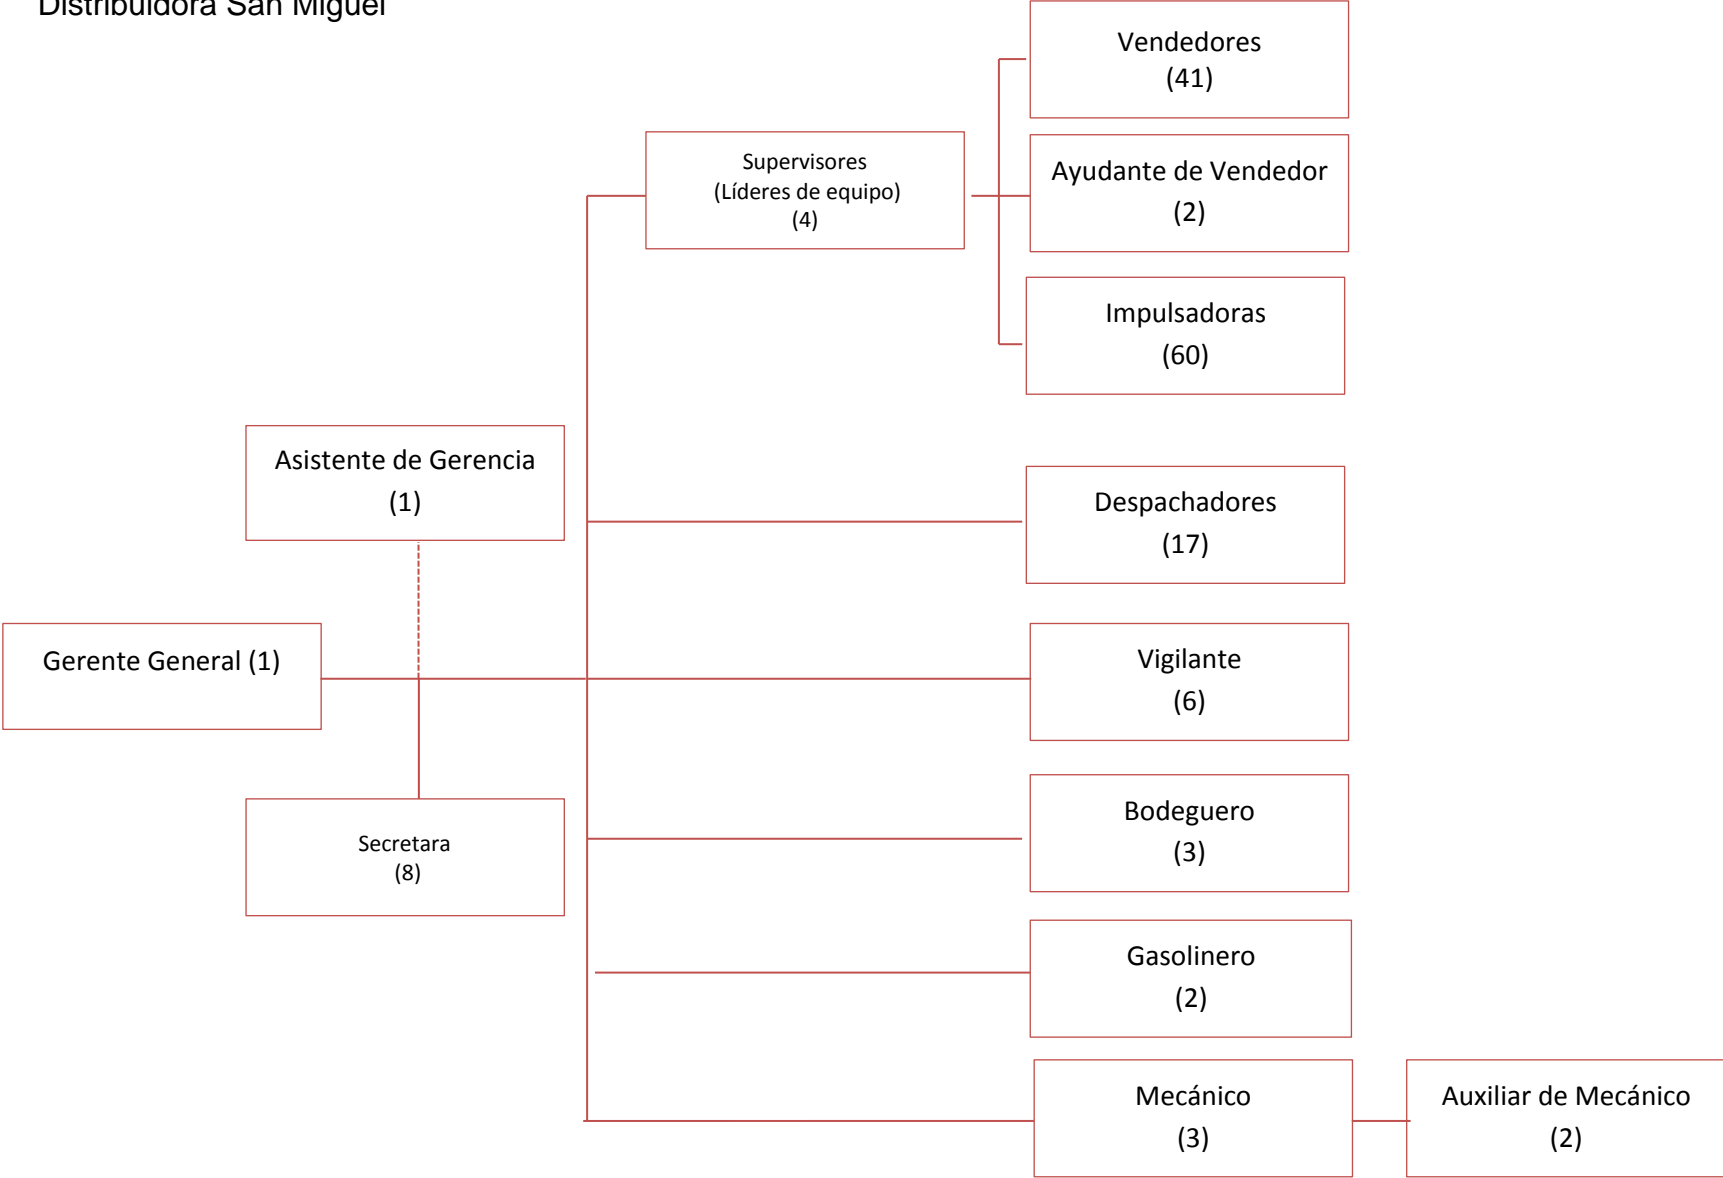 Distribuidora San Miguel
Vendedores
(41)
Supervisores
(Líderes de equipo)
(4)
Ayudante de Vendedor
(2)
Impulsadoras
(60)
Asistente de Gerencia
(1)
Despachadores
(17)
Gerente General (1)
Vigilante
(6)
Secretara
(8)
Bodeguero
(3)
Gasolinero
(2)
Mecánico
(3)
Auxiliar de Mecánico
(2)